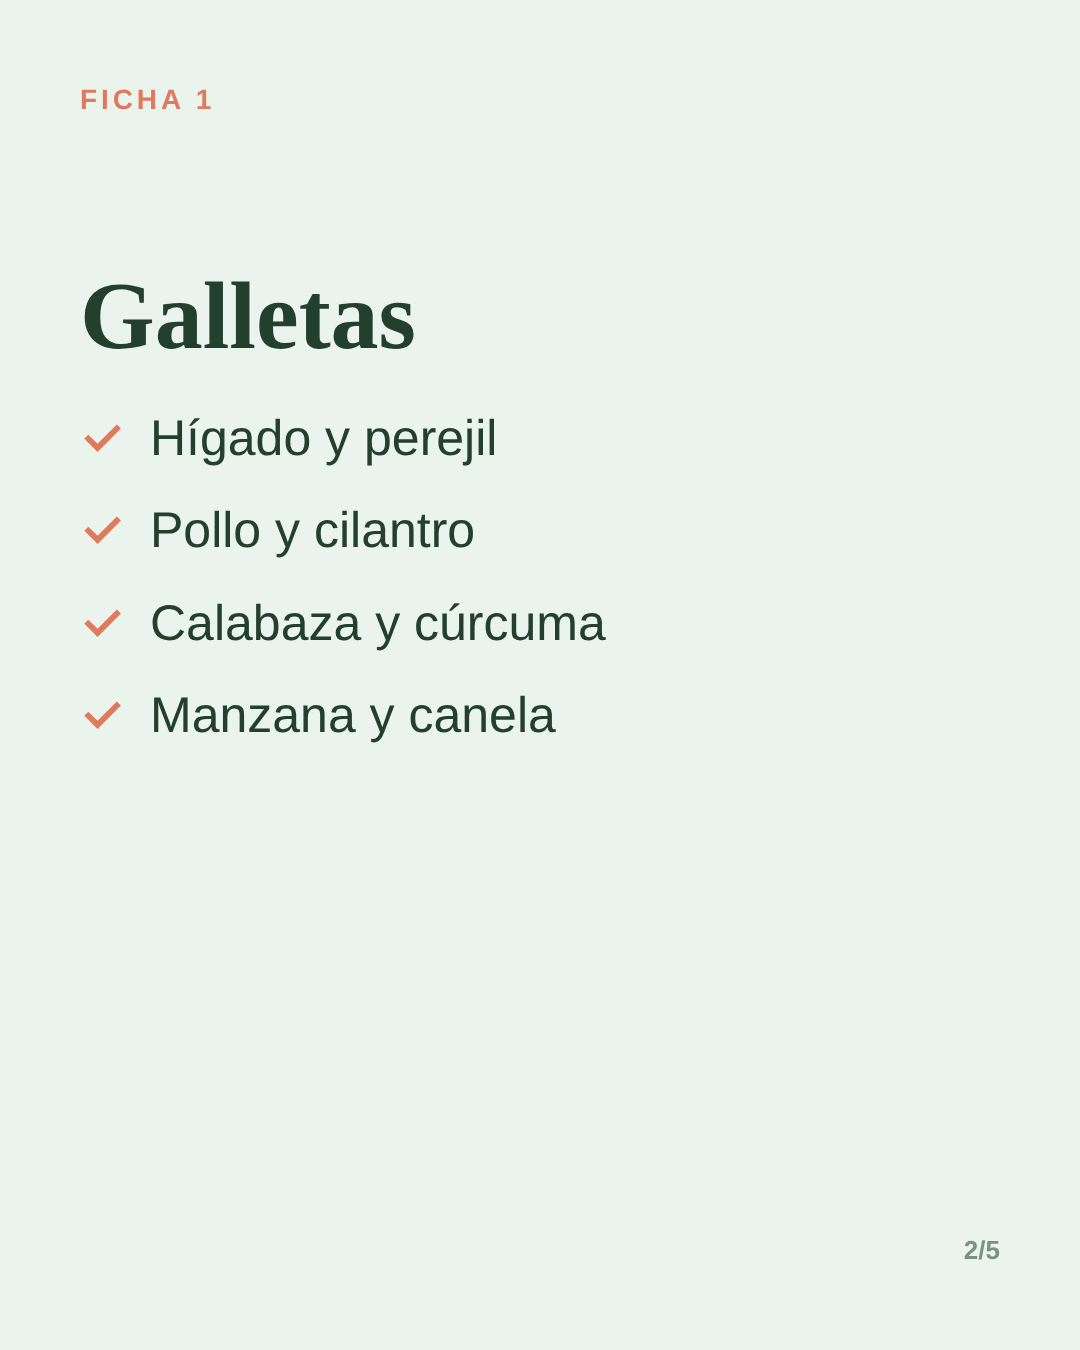 FICHA 1
Galletas
Hígado y perejil
Pollo y cilantro
Calabaza y cúrcuma
Manzana y canela
2/5